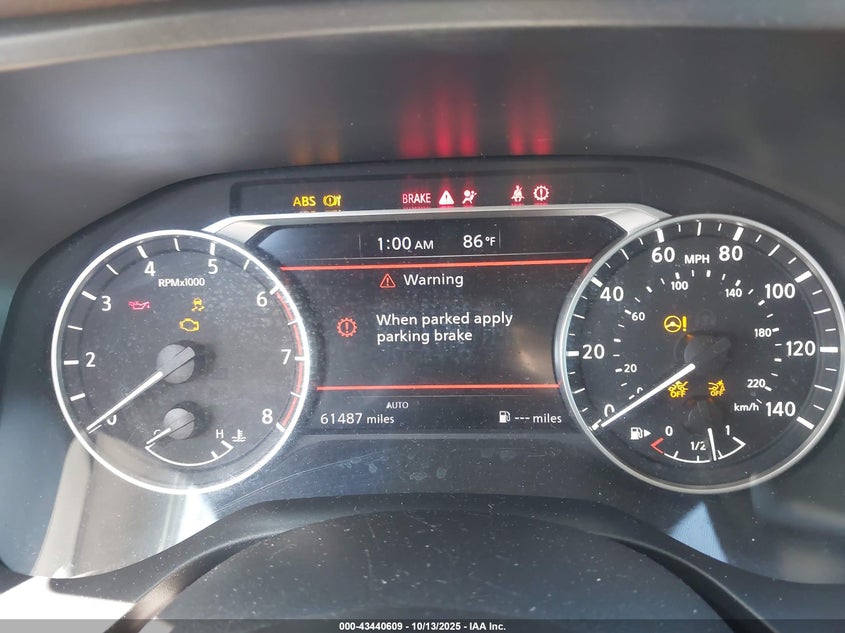 ABS BRAKE
1:00 AM 86°F
Warning
When parked apply
parking brake
AUTO
61487 miles --- miles
RPMx1000
0 2 3 4 5 6 7 8
H
MPH
0 20 40 60 80 100 120 140
0 60 100 140 180 220
km/h
OFF OFF
0 1/2 1
000-43440609 - 10/13/2025 - IAA Inc.